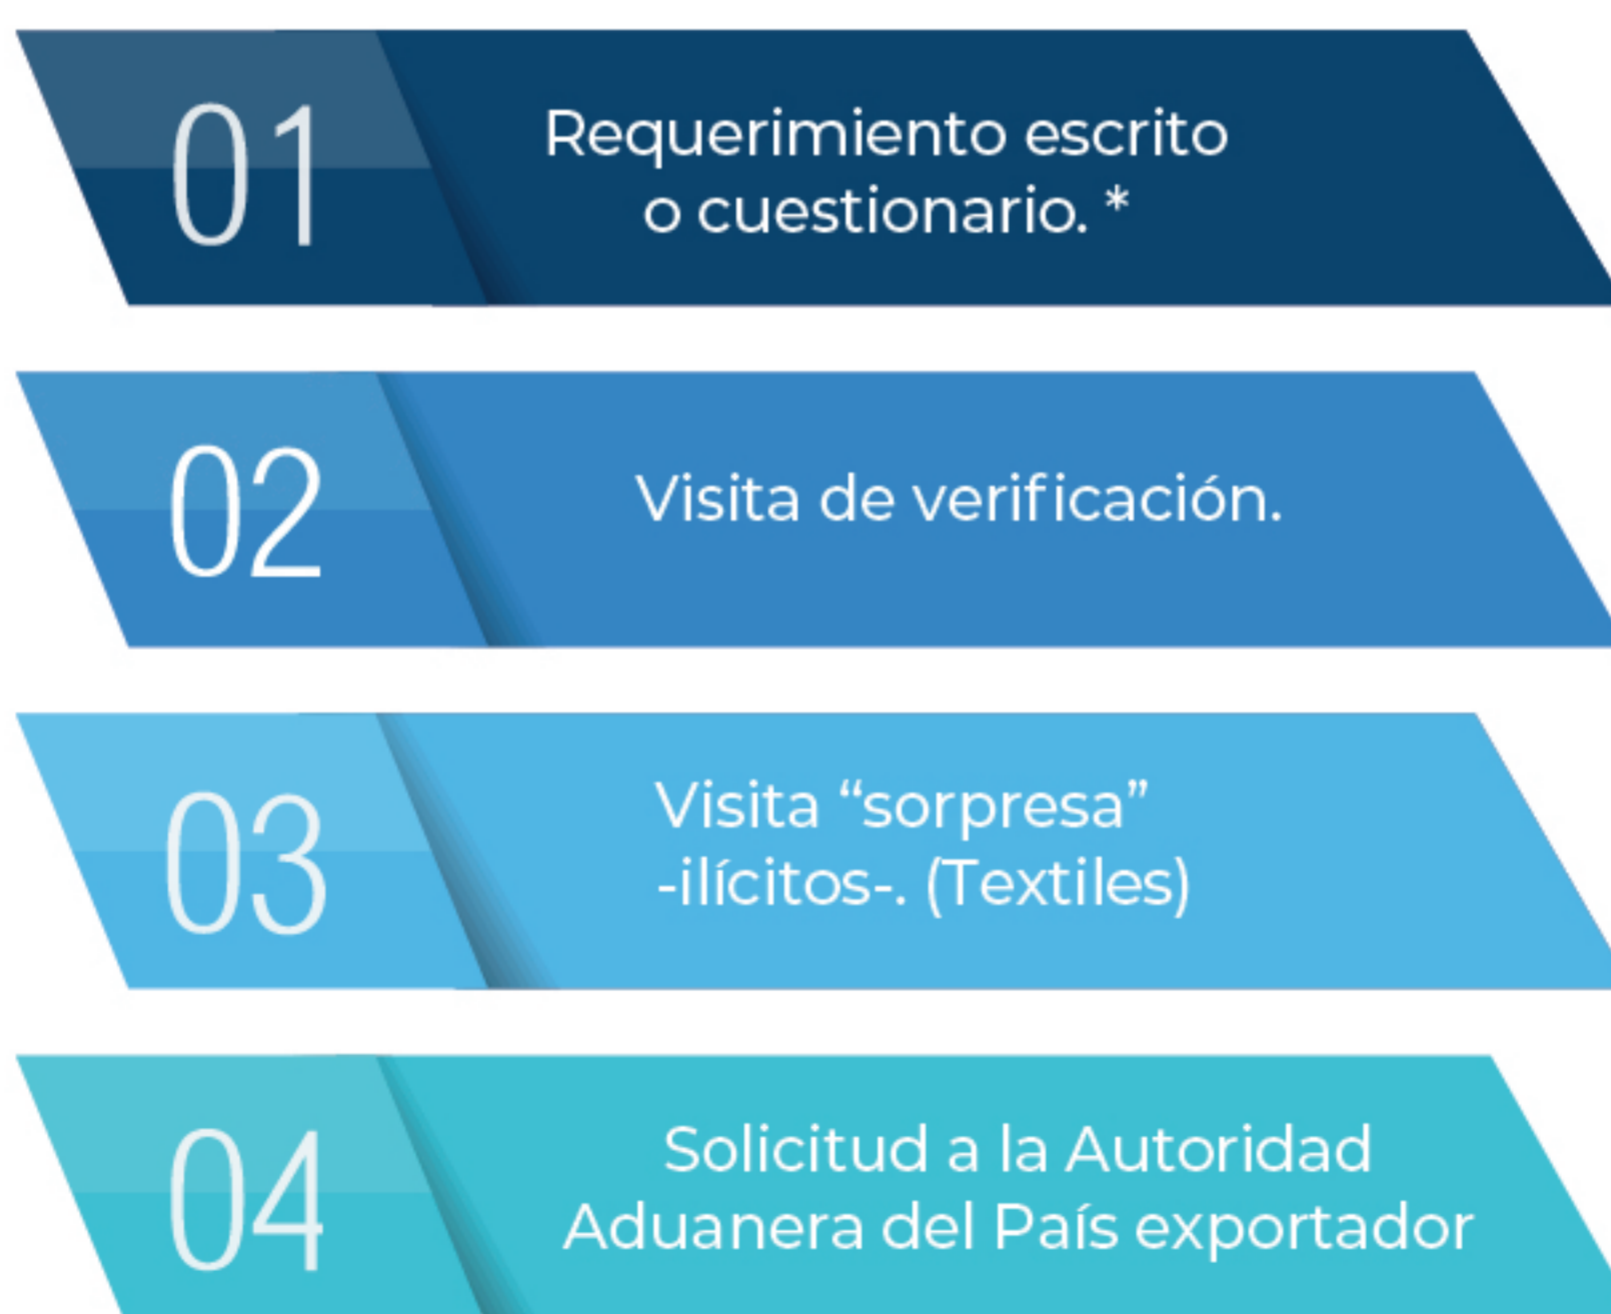 01
Requerimiento escrito
o cuestionario. *
02
Visita de verificación.
03
Visita “sorpresa”
-ilícitos-. (Textiles)
04
Solicitud a la Autoridad
Aduanera del País exportador